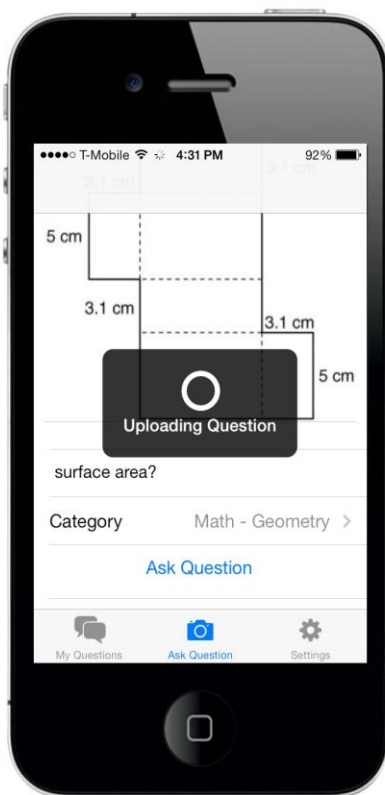 T-Mobile 4:31 PM 92%
3.1 cm 3.1 cm
5 cm
3.1 cm
3.1 cm
5 cm
Uploading Question
surface area?
Category Math - Geometry >
Ask Question
My Questions Ask Question Settings